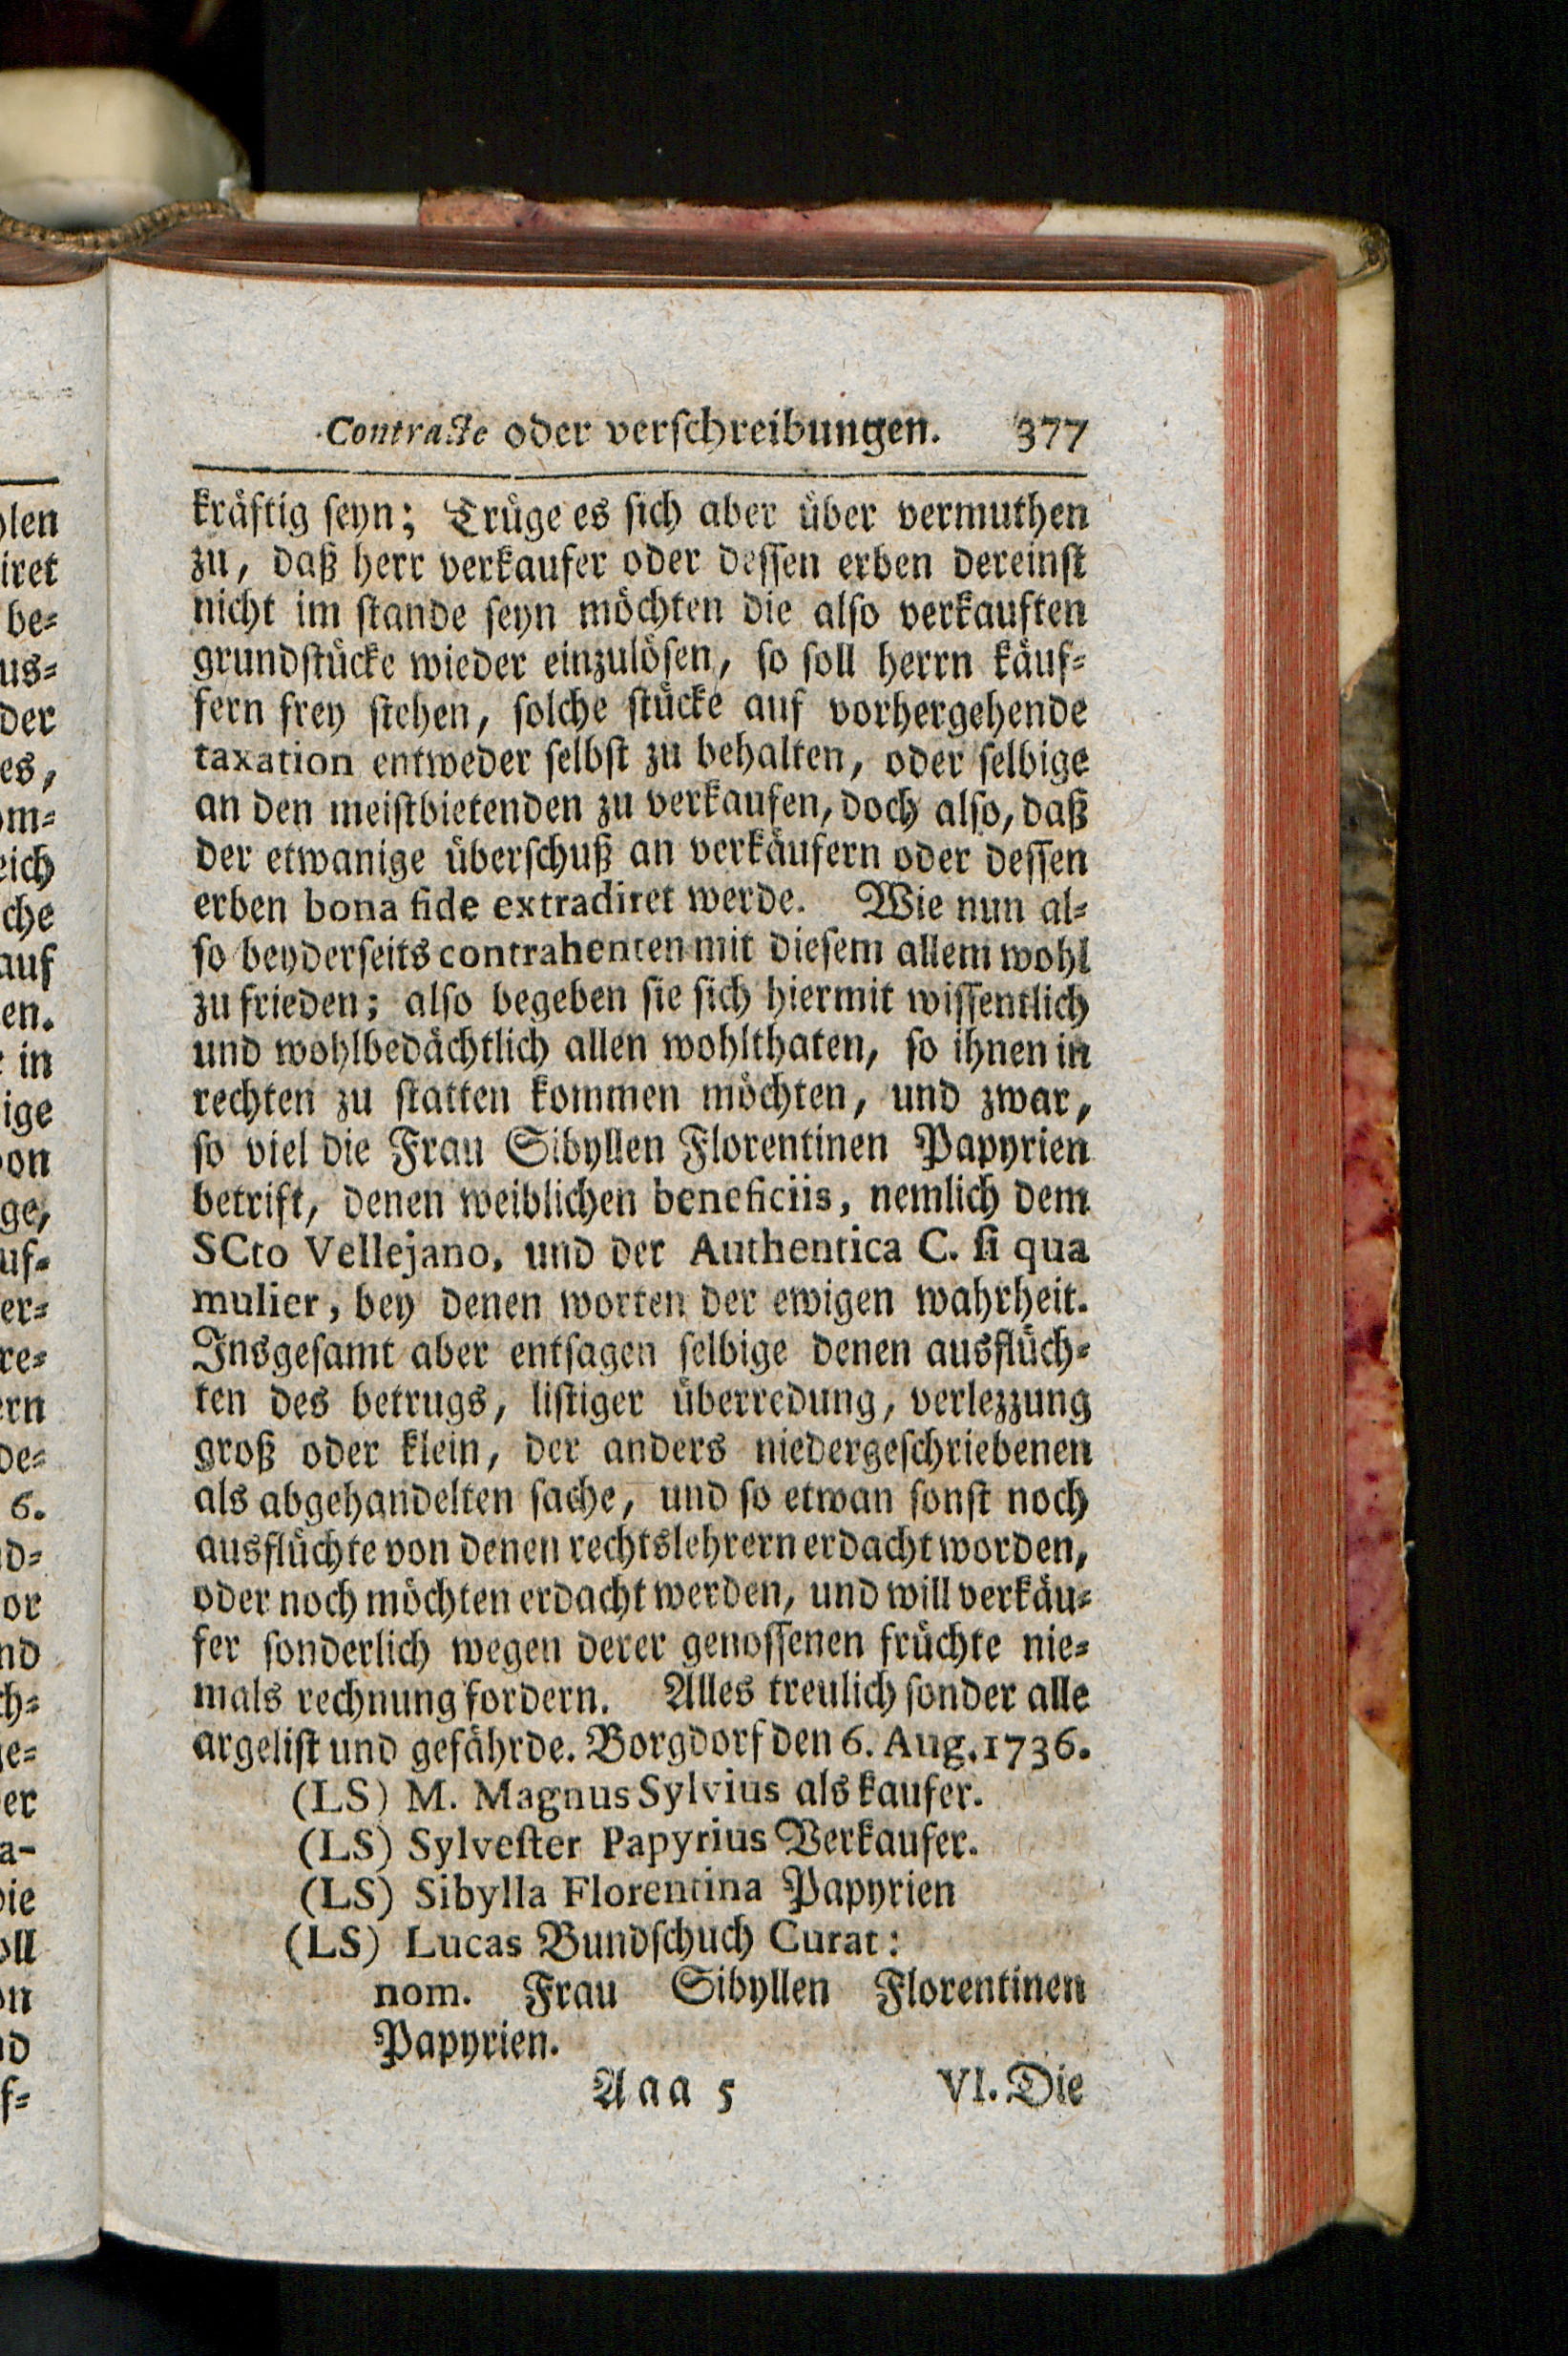 Contracte oder verſchreibungen. 377
kräftig ſeyn; Trüge es ſich aber über vermuthen
zu, daß herr verkaufer oder deſſen erben dereinſt
nicht im ſtande ſeyn möchten die alſo verkauften
grundſtücke wieder einzulöſen, ſo ſoll herrn käuf-
fern frey ſtehen, ſolche ſtücke auf vorhergehende
taxation entweder ſelbſt zu behalten, oder ſelbige
an den meiſtbietenden zu verkaufen, doch alſo, daß
der etwanige überſchuß an verkäufern oder deſſen
erben bona fide extradiret werde. Wie nun al-
ſo beyderſeits contrahenten mit dieſem allem wohl
zu frieden; alſo begeben ſie ſich hiermit wiſſentlich
und wohlbedächtlich allen wohlthaten, ſo ihnen in
rechten zu ſtatten kommen möchten, und zwar,
ſo viel die Frau Sibyllen Florentinen Papyrien
betrift, denen weiblichen beneficiis, nemlich dem
SCto Vellejano, und der Authentica C. ſi qua
mulier, bey denen worten der ewigen wahrheit.
Insgeſamt aber entſagen ſelbige denen ausflüch-
ten des betrugs, liſtiger überredung, verlezzung
groß oder klein, der anders niedergeſchriebenen
als abgehandelten ſache, und ſo etwan ſonſt noch
ausflüchte von denen rechtslehrern erdacht worden,
oder noch möchten erdacht werden, und will verkäu-
fer ſonderlich wegen derer genoſſenen früchte nie-
mals rechnung fordern. Alles treulich ſonder alle
argeliſt und gefährde. Borgdorf den 6. Aug. 1736.
(LS) M. Magnus Sylvius als kaufer.
(LS) Sylveſter Papyrius Verkaufer.
(LS) Sibylla Florentina Papyrien
(LS) Lucas Bundſchuch Curat:
nom. Frau Sibyllen Florentinen
Papyrien.
Aaa 5 VI. Die